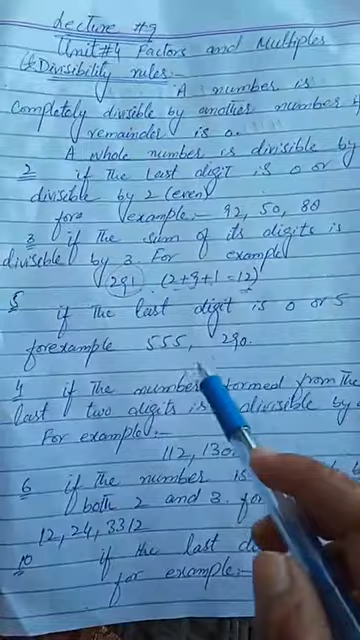 Lecture #9
Unit#4 Factors and Multiples
Divisibility rules:-
A number is
Completely divisible by another number if
remainder is 0.
A whole number is divisible by
2 if the last digit is 0 or
divisible by 2 (even)
for example:- 92, 50, 80
3 if the sum of its digits is
divisible by 3. For example
291 (2+9+1=12)
5
if the last digit is 0 or 5
forexample 555, 290.
4 if The number formed from The
last two digits is divisible by
For example:-
112, 130
6 if the number is
both 2 and 3. for
12, 24, 3312
10 if the last
for example:-